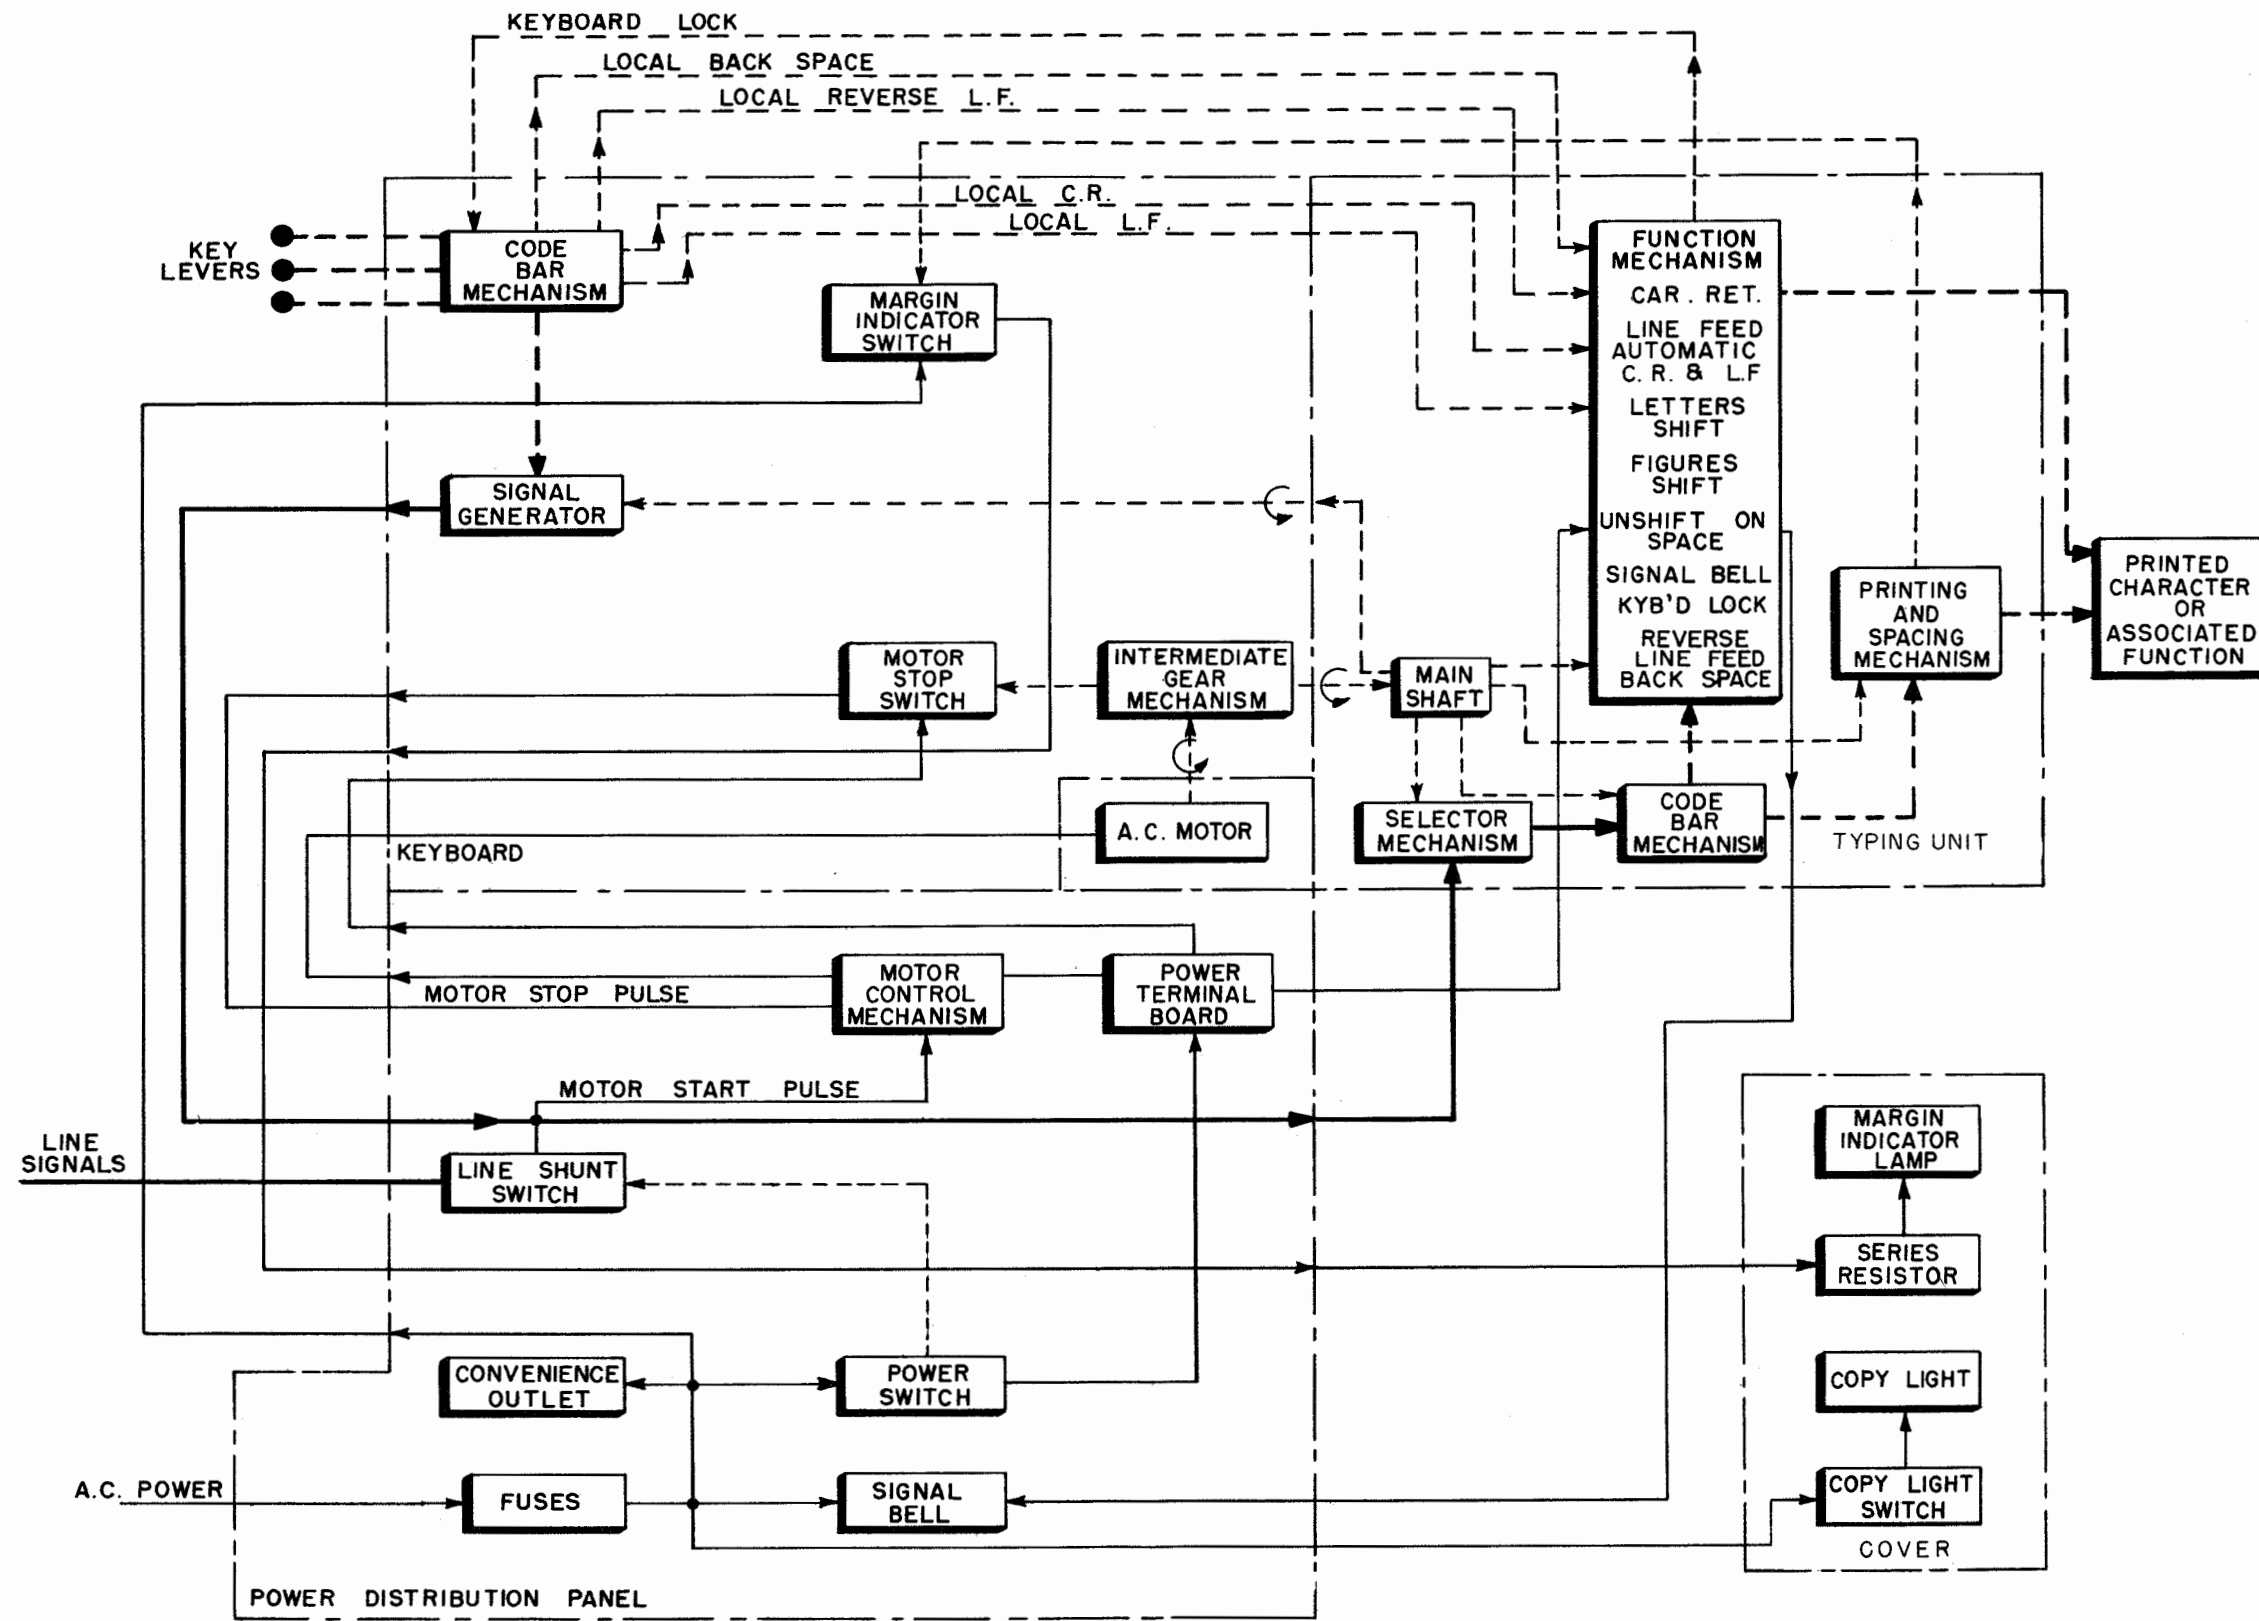 KEYBOARD LOCK
LOCAL BACK SPACE
LOCAL REVERSE L.F.
LOCAL C.R.
LOCAL L.F.
KEY
LEVERS
CODE
BAR
MECHANISM
MARGIN
INDICATOR
SWITCH
FUNCTION
MECHANISM
CAR. RET.
LINE FEED
AUTOMATIC
C.R. & L.F
LETTERS
SHIFT
FIGURES
SHIFT
UNSHIFT ON
SPACE
SIGNAL BELL
KYB'D LOCK
REVERSE
LINE FEED
BACK SPACE
SIGNAL
GENERATOR
PRINTING
AND
SPACING
MECHANISM
PRINTED
CHARACTER
OR
ASSOCIATED
FUNCTION
MOTOR
STOP
SWITCH
INTERMEDIATE
GEAR
MECHANISM
MAIN
SHAFT
A.C. MOTOR
SELECTOR
MECHANISM
CODE
BAR
MECHANISM
TYPING UNIT
KEYBOARD
MOTOR
CONTROL
MECHANISM
POWER
TERMINAL
BOARD
MOTOR STOP PULSE
MOTOR START PULSE
LINE
SIGNALS
LINE SHUNT
SWITCH
MARGIN
INDICATOR
LAMP
SERIES
RESISTOR
CONVENIENCE
OUTLET
POWER
SWITCH
COPY LIGHT
A.C. POWER
FUSES
SIGNAL
BELL
COPY LIGHT
SWITCH
COVER
POWER DISTRIBUTION PANEL